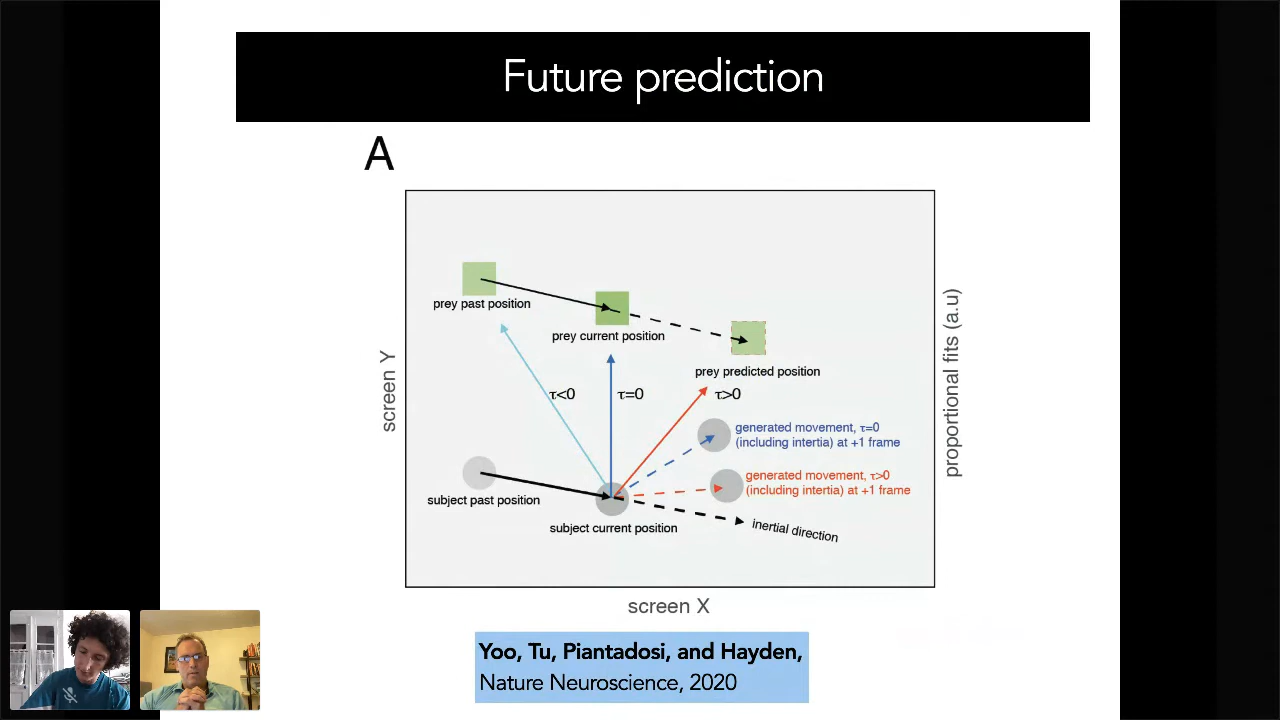 Future prediction
A
prey past position
prey current position
prey predicted position
τ<0
τ=0
τ>0
generated movement, τ=0
(including intertia) at +1 frame
generated movement, τ>0
(including intertia) at +1 frame
subject past position
subject current position
inertial direction
screen Y
proportional fits (a.u)
screen X
Yoo, Tu, Piantadosi, and Hayden,
Nature Neuroscience, 2020